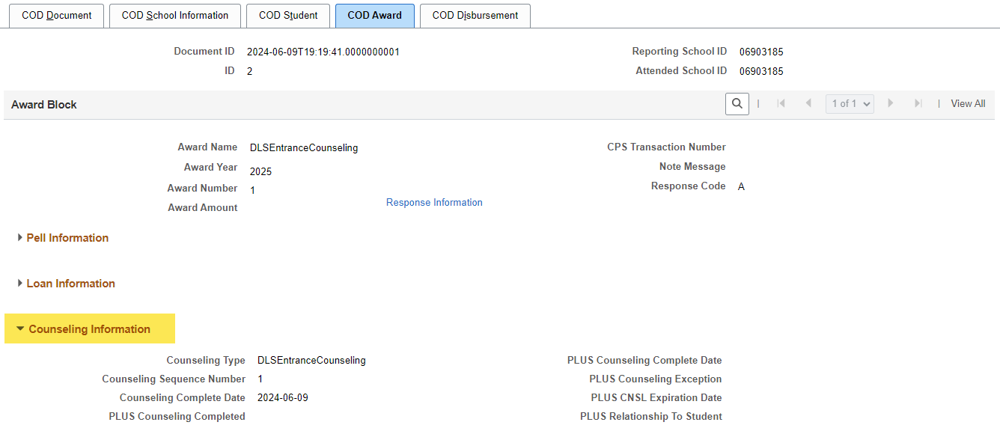 COD Document COD School Information COD Student COD Award COD Disbursement
Document ID 2024-06-09T19:19:41.0000000001 Reporting School ID 06903185
ID 2 Attended School ID 06903185
Award Block 1 of 1 View All
Award Name DLSEntranceCounseling CPS Transaction Number
Award Year 2025 Note Message
Award Number 1 Response Code A
Award Amount Response Information
Pell Information
Loan Information
Counseling Information
Counseling Type DLSEntranceCounseling PLUS Counseling Complete Date
Counseling Sequence Number 1 PLUS Counseling Exception
Counseling Complete Date 2024-06-09 PLUS CNSL Expiration Date
PLUS Counseling Completed PLUS Relationship To Student